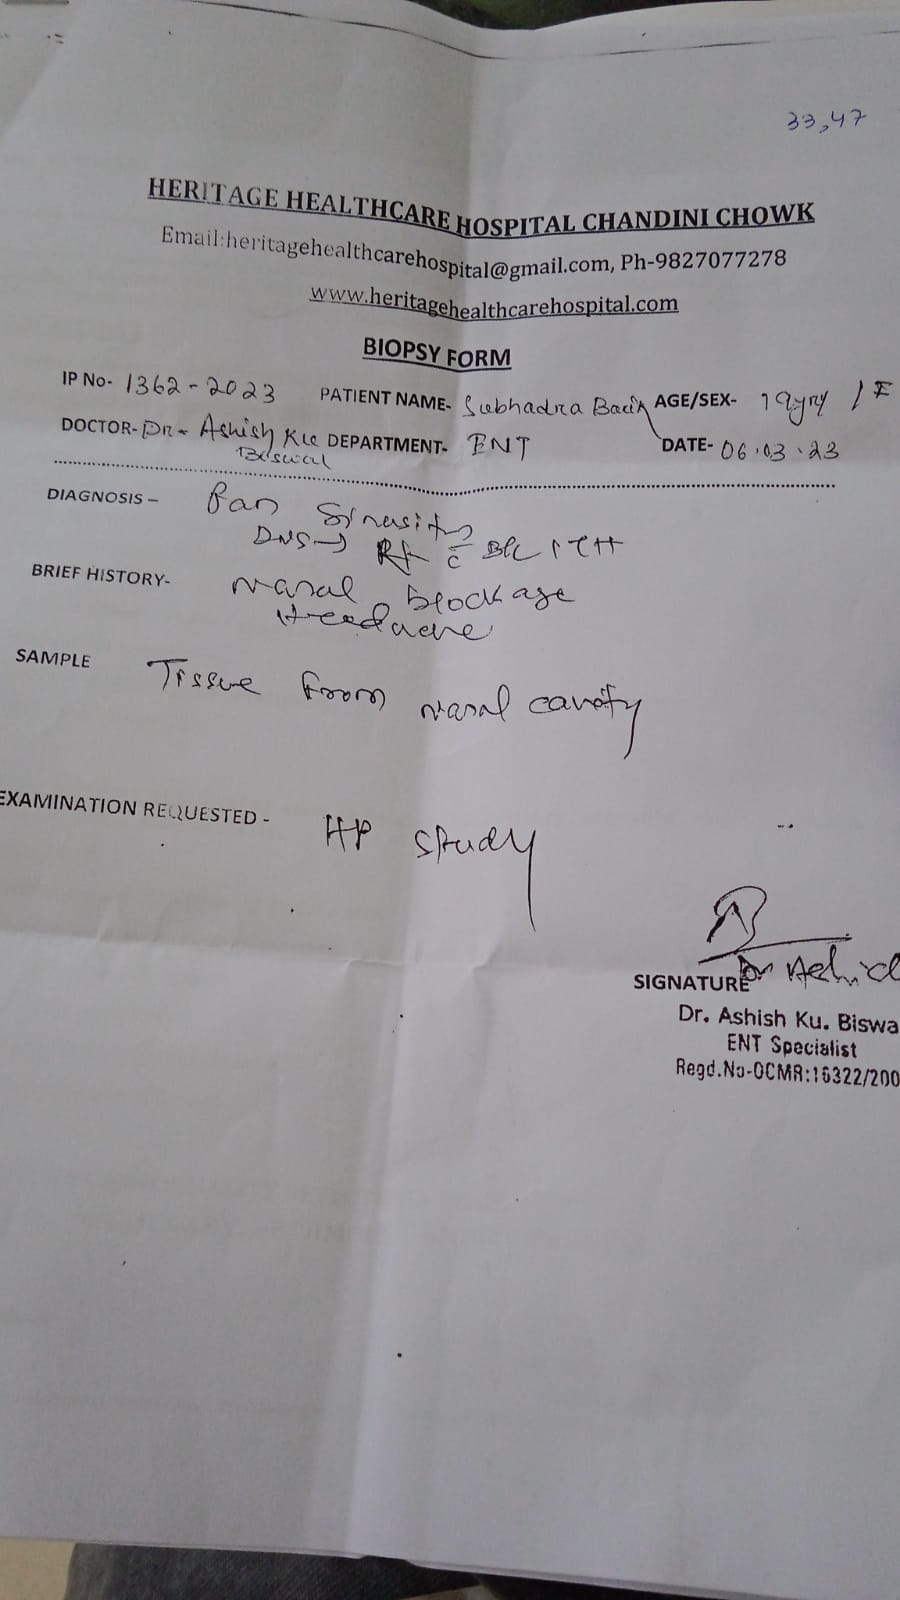 33,47
HERITAGE HEALTHCARE HOSPITAL CHANDINI CHOWK
Email:heritagehealthcarehospital@gmail.com, Ph-9827077278
www.heritagehealthcarehospital.com
BIOPSY FORM
IP No- 1362-2023 PATIENT NAME- Subhadra AGE/SEX- 19yrs / F
DOCTOR- Dr- Ashish Ku DEPARTMENT- ENT DATE- 06.03.23
Biswal
DIAGNOSIS – Pan Sinusitis
DNS→ Rt c̄ BL ITH
BRIEF HISTORY- Nasal Blockage
Headache
SAMPLE Tissue from nasal cavity
EXAMINATION REQUESTED - HP study
SIGNATURE Dr
Dr. Ashish Ku. Biswa
ENT Specialist
Regd.No-OCMR:16322/200